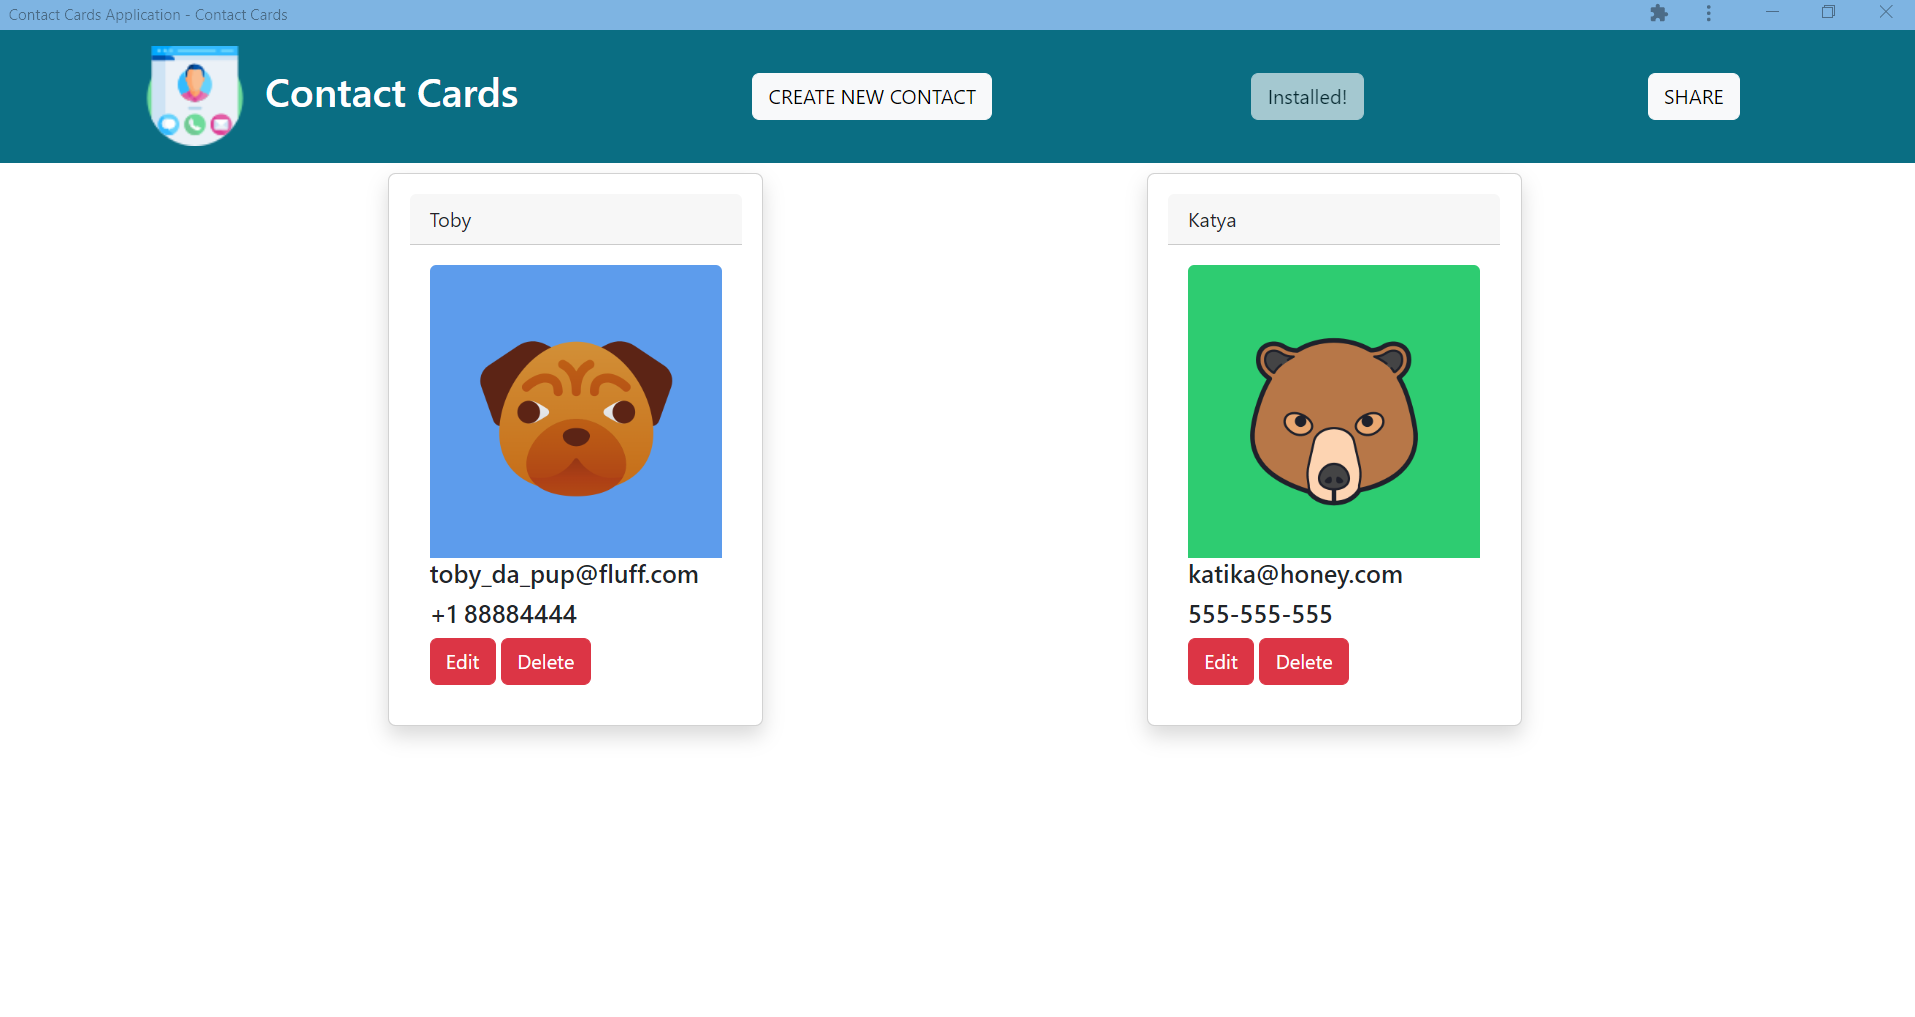 Contact Cards Application - Contact Cards
Contact Cards
CREATE NEW CONTACT
Installed!
SHARE
Toby
toby_da_pup@fluff.com
+1 88884444
Edit Delete
Katya
katika@honey.com
555-555-555
Edit Delete